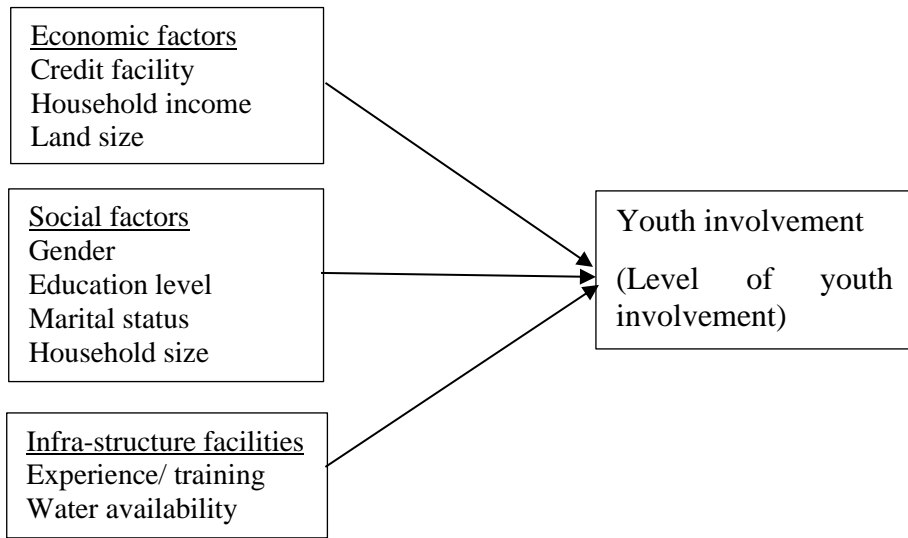 Economic factors
Credit facility
Household income
Land size
Social factors
Gender
Education level
Marital status
Household size
Infra-structure facilities
Experience/ training
Water availability
Youth involvement
(Level of youth
involvement)